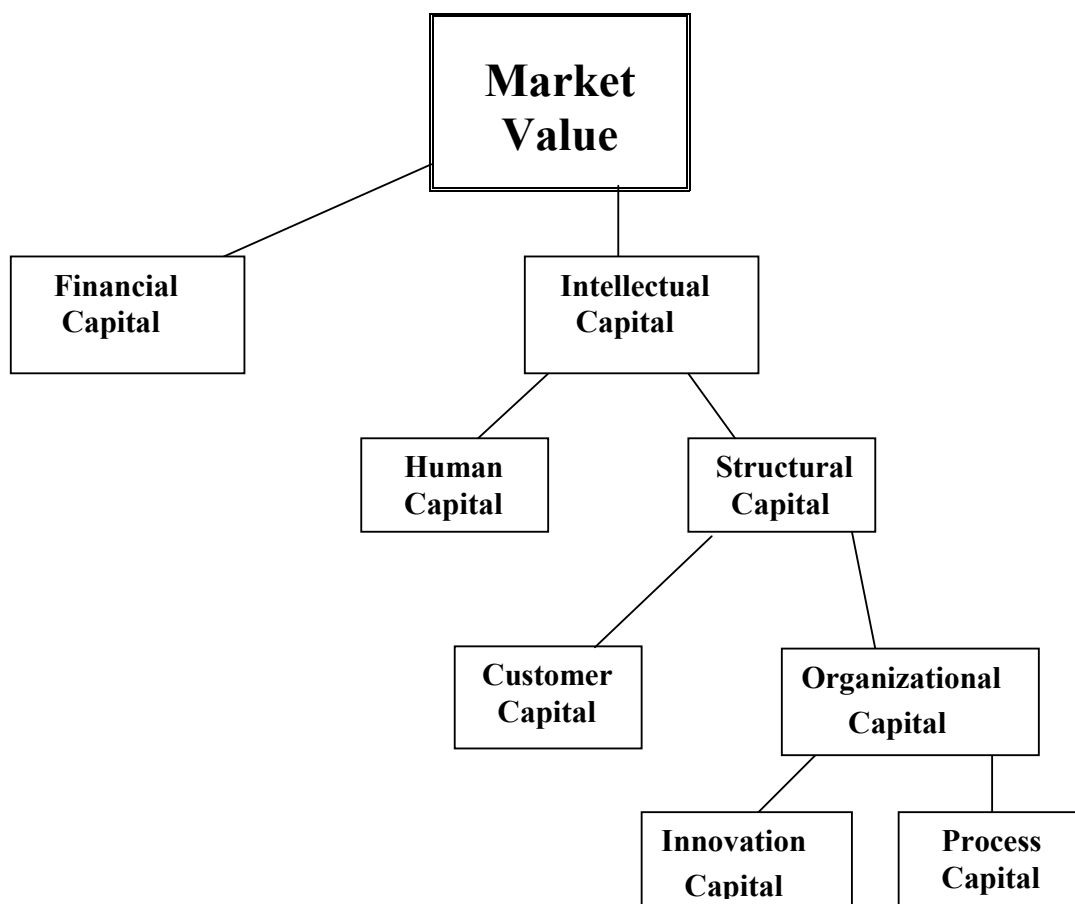 Market
Value
Financial
Capital
Intellectual
Capital
Human
Capital
Structural
Capital
Customer
Capital
Organizational
Capital
Innovation
Capital
Process
Capital